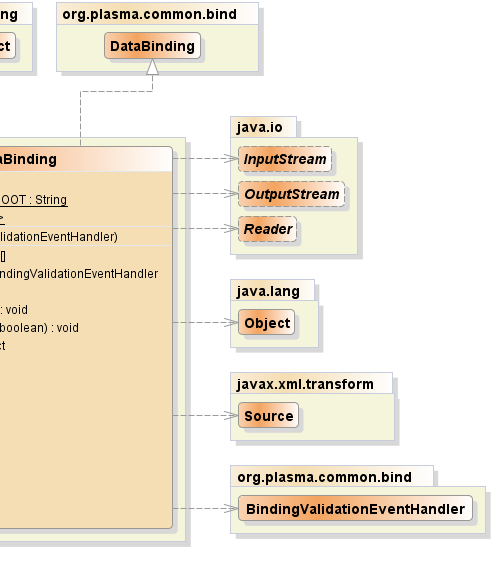 ng
org.plasma.common.bind
ct
DataBinding
java.io
aBinding
InputStream
OOT : String
OutputStream
>
Reader
lidationEventHandler)
[]
ndingValidationEventHandler
java.lang
: void
Object
boolean) : void
ct
javax.xml.transform
Source
org.plasma.common.bind
BindingValidationEventHandler